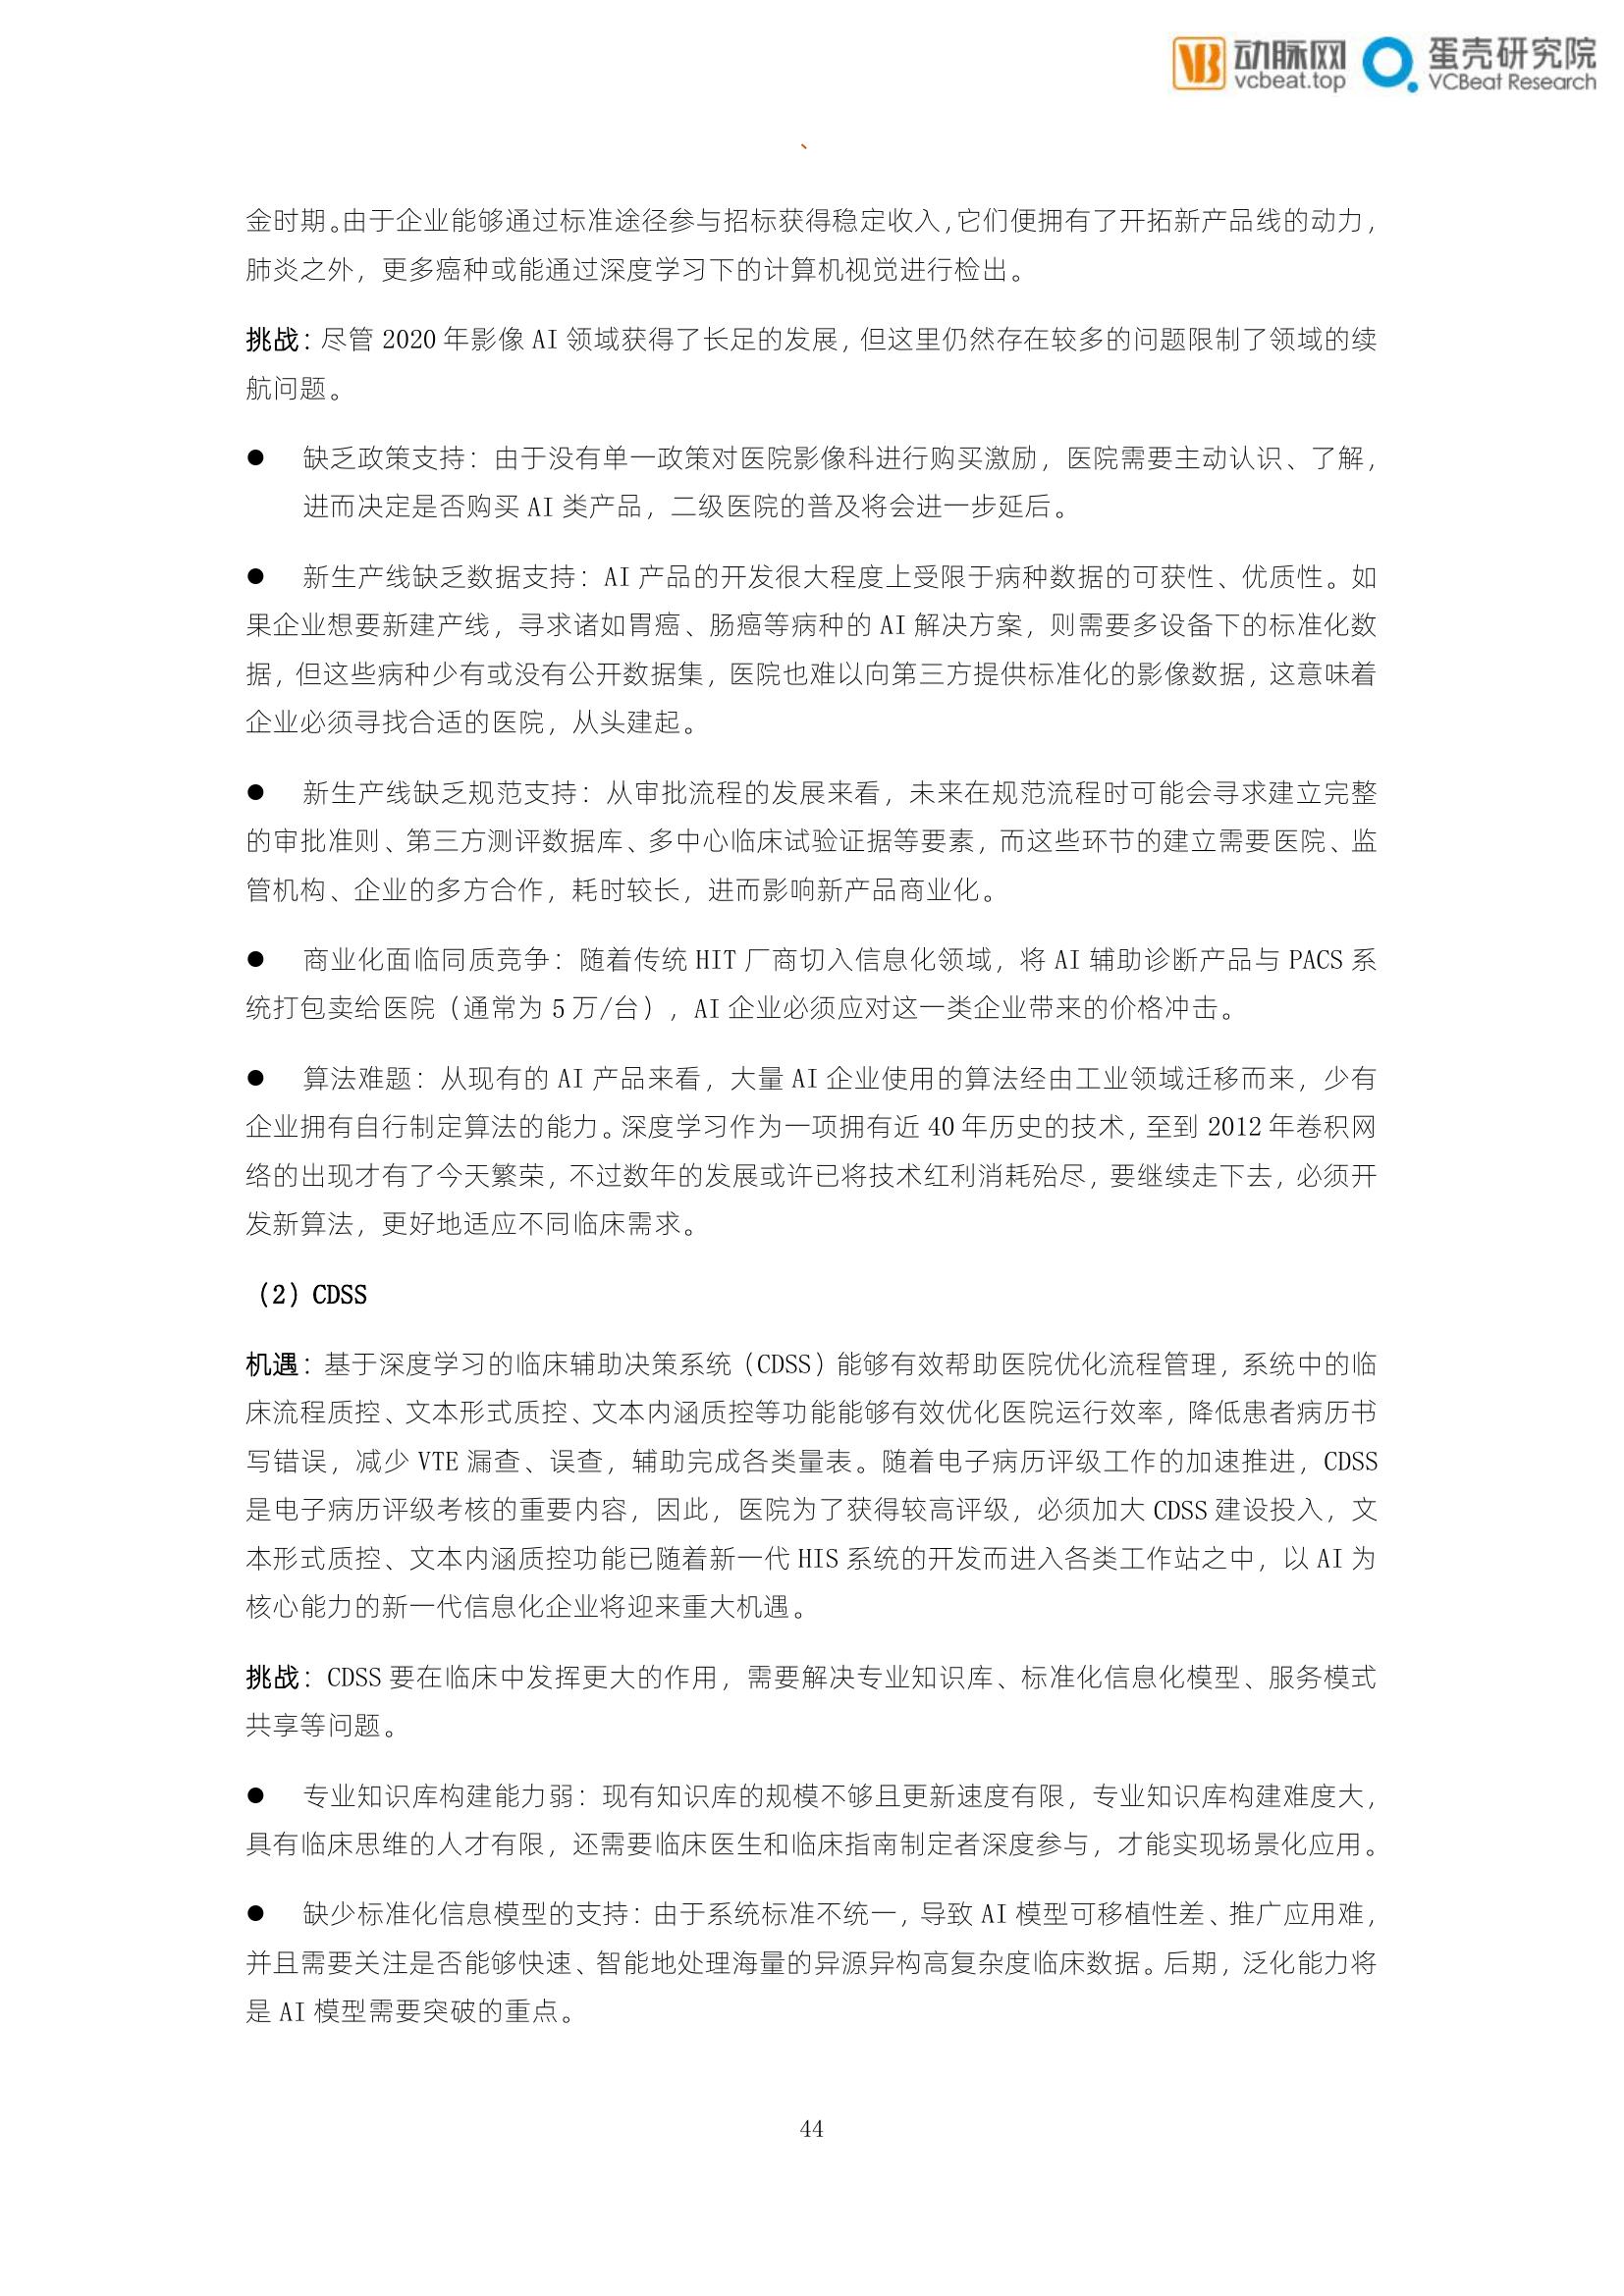 动脉网
vcbeat.top
蛋壳研究院
VCBeat Research
、
金时期。由于企业能够通过标准途径参与招标获得稳定收入，它们便拥有了开拓新产品线的动力，
肺炎之外，更多癌种或能通过深度学习下的计算机视觉进行检出。
挑战：尽管 2020 年影像 AI 领域获得了长足的发展，但这里仍然存在较多的问题限制了领域的续
航问题。
● 缺乏政策支持：由于没有单一政策对医院影像科进行购买激励，医院需要主动认识、了解，
进而决定是否购买 AI 类产品，二级医院的普及将会进一步延后。
● 新生产线缺乏数据支持：AI 产品的开发很大程度上受限于病种数据的可获性、优质性。如
果企业想要新建产线，寻求诸如胃癌、肠癌等病种的 AI 解决方案，则需要多设备下的标准化数
据，但这些病种少有或没有公开数据集，医院也难以向第三方提供标准化的影像数据，这意味着
企业必须寻找合适的医院，从头建起。
● 新生产线缺乏规范支持：从审批流程的发展来看，未来在规范流程时可能会寻求建立完整
的审批准则、第三方测评数据库、多中心临床试验证据等要素，而这些环节的建立需要医院、监
管机构、企业的多方合作，耗时较长，进而影响新产品商业化。
● 商业化面临同质竞争：随着传统 HIT 厂商切入信息化领域，将 AI 辅助诊断产品与 PACS 系
统打包卖给医院（通常为 5 万/台），AI 企业必须应对这一类企业带来的价格冲击。
● 算法难题：从现有的 AI 产品来看，大量 AI 企业使用的算法经由工业领域迁移而来，少有
企业拥有自行制定算法的能力。深度学习作为一项拥有近 40 年历史的技术，至到 2012 年卷积网
络的出现才有了今天繁荣，不过数年的发展或许已将技术红利消耗殆尽，要继续走下去，必须开
发新算法，更好地适应不同临床需求。
（2）CDSS
机遇：基于深度学习的临床辅助决策系统（CDSS）能够有效帮助医院优化流程管理，系统中的临
床流程质控、文本形式质控、文本内涵质控等功能能够有效优化医院运行效率，降低患者病历书
写错误，减少 VTE 漏查、误查，辅助完成各类量表。随着电子病历评级工作的加速推进，CDSS
是电子病历评级考核的重要内容，因此，医院为了获得较高评级，必须加大 CDSS 建设投入，文
本形式质控、文本内涵质控功能已随着新一代 HIS 系统的开发而进入各类工作站之中，以 AI 为
核心能力的新一代信息化企业将迎来重大机遇。
挑战：CDSS 要在临床中发挥更大的作用，需要解决专业知识库、标准化信息化模型、服务模式
共享等问题。
● 专业知识库构建能力弱：现有知识库的规模不够且更新速度有限，专业知识库构建难度大，
具有临床思维的人才有限，还需要临床医生和临床指南制定者深度参与，才能实现场景化应用。
● 缺少标准化信息模型的支持：由于系统标准不统一，导致 AI 模型可移植性差、推广应用难，
并且需要关注是否能够快速、智能地处理海量的异源异构高复杂度临床数据。后期，泛化能力将
是 AI 模型需要突破的重点。
44